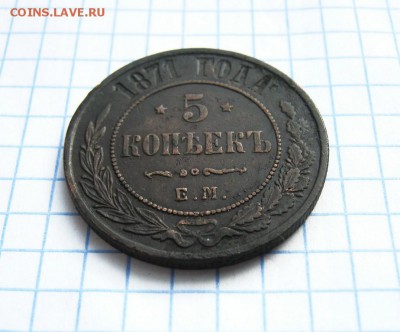 COINS.LAVE.RU
1871 ГОДА
* 5 *
КОПѢЕКЪ
Е.М.